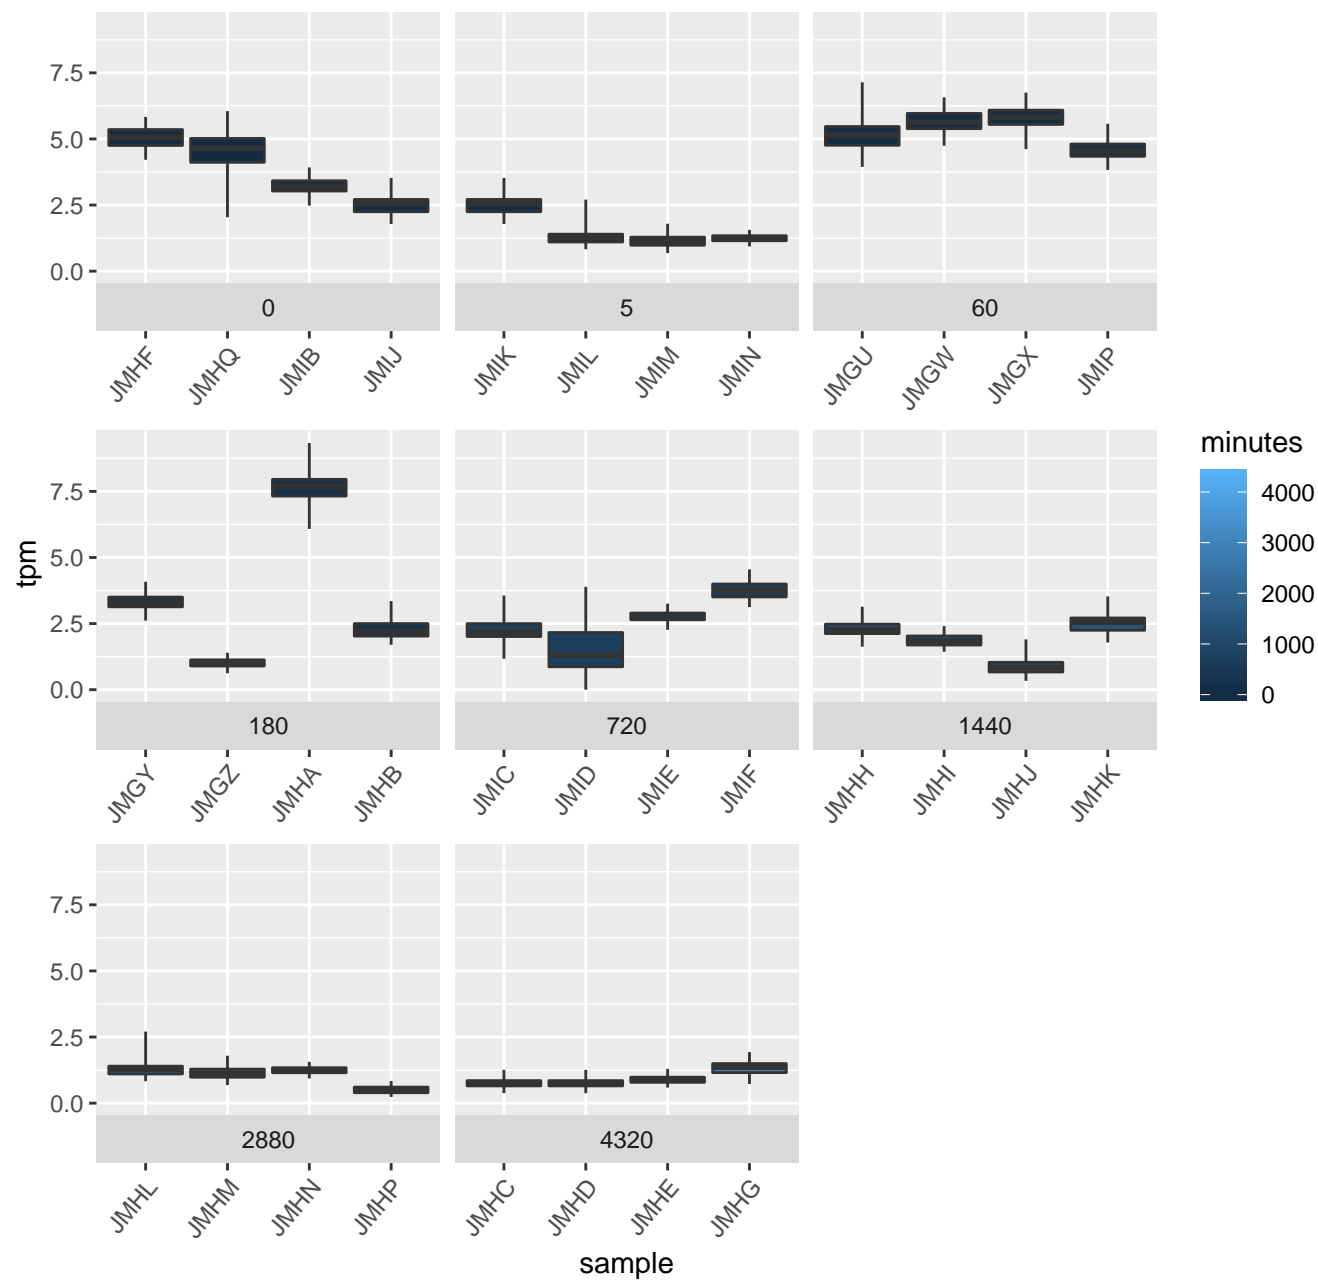 7.5
5.0
2.5
0.0
0
5
60
JMHF
JMHQ
JMIB
JMIJ
JMIK
JMIL
JMIM
JMIN
JMGU
JMGW
JMGX
JMIP
tpm
7.5
5.0
2.5
0.0
180
720
1440
JMGY
JMGZ
JMHA
JMHB
JMIC
JMID
JMIE
JMIF
JMHH
JMHI
JMHJ
JMHK
minutes
4000
3000
2000
1000
0
7.5
5.0
2.5
0.0
2880
4320
JMHL
JMHM
JMHN
JMHP
JMHC
JMHD
JMHE
JMHG
sample